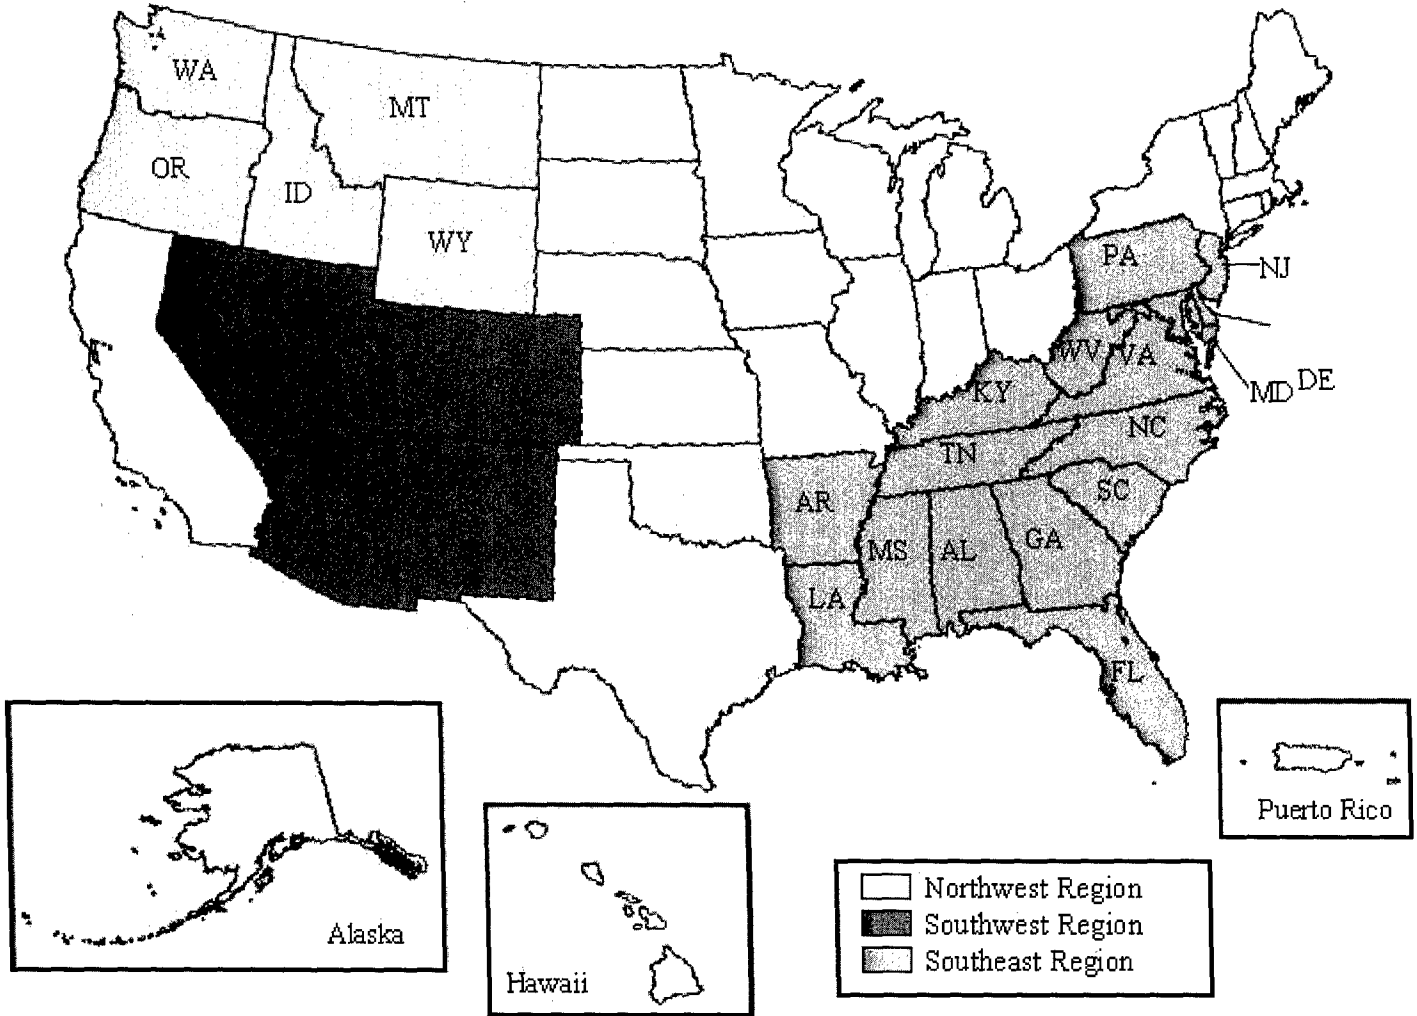 WA
MT
OR
ID
WY
PA
NJ
WV
VA
KY
MD
DE
NC
TN
SC
AR
MS
AL
GA
LA
FL
Puerto Rico
Northwest Region
Alaska
Southwest Region
Southeast Region
Hawaii